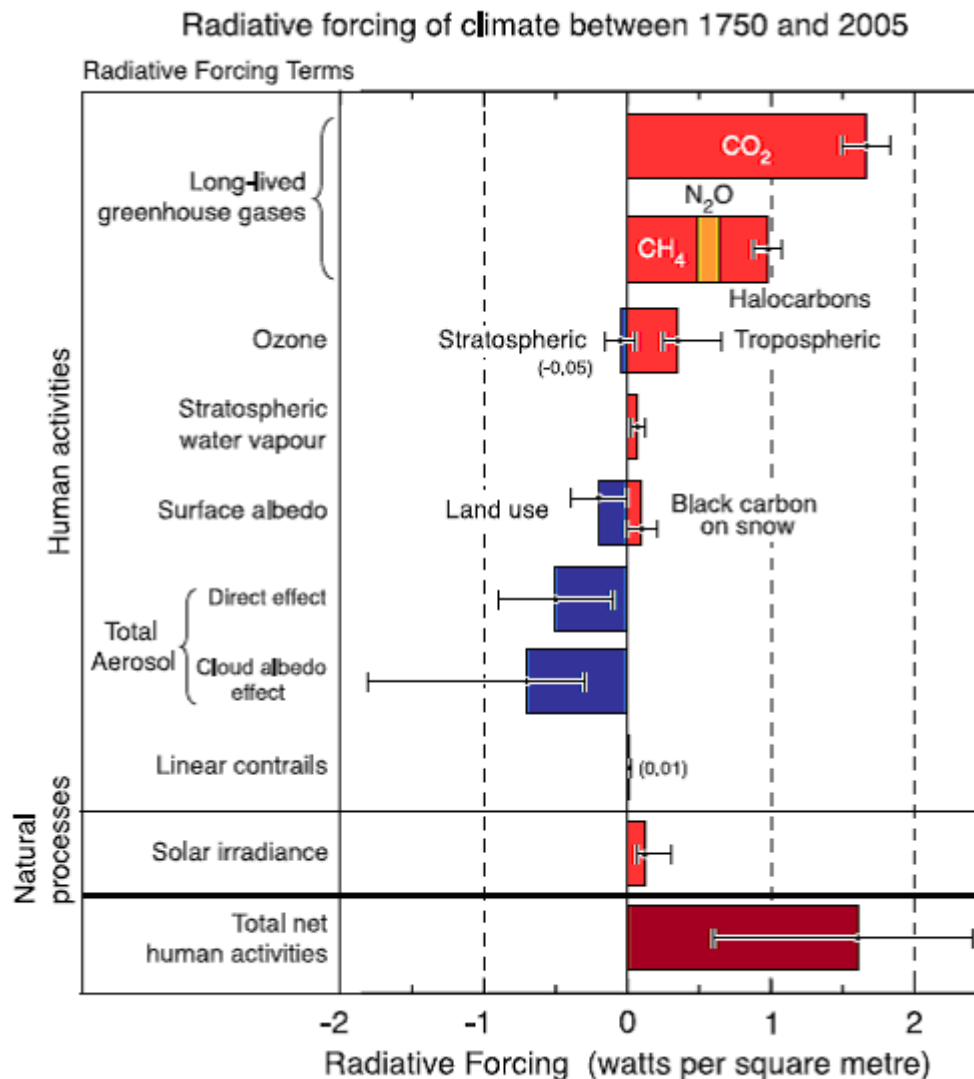 Radiative forcing of climate between 1750 and 2005
Radiative Forcing Terms
CO₂
Long-lived
greenhouse gases
N₂O
CH₄
Halocarbons
Ozone
Stratospheric
(-0.05)
Tropospheric
Human activities
Stratospheric
water vapour
Surface albedo
Land use
Black carbon
on snow
Total
Aerosol
Direct effect
Cloud albedo
effect
Linear contrails
(0.01)
Natural
processes
Solar irradiance
Total net
human activities
-2 -1 0 1 2
Radiative Forcing (watts per square metre)